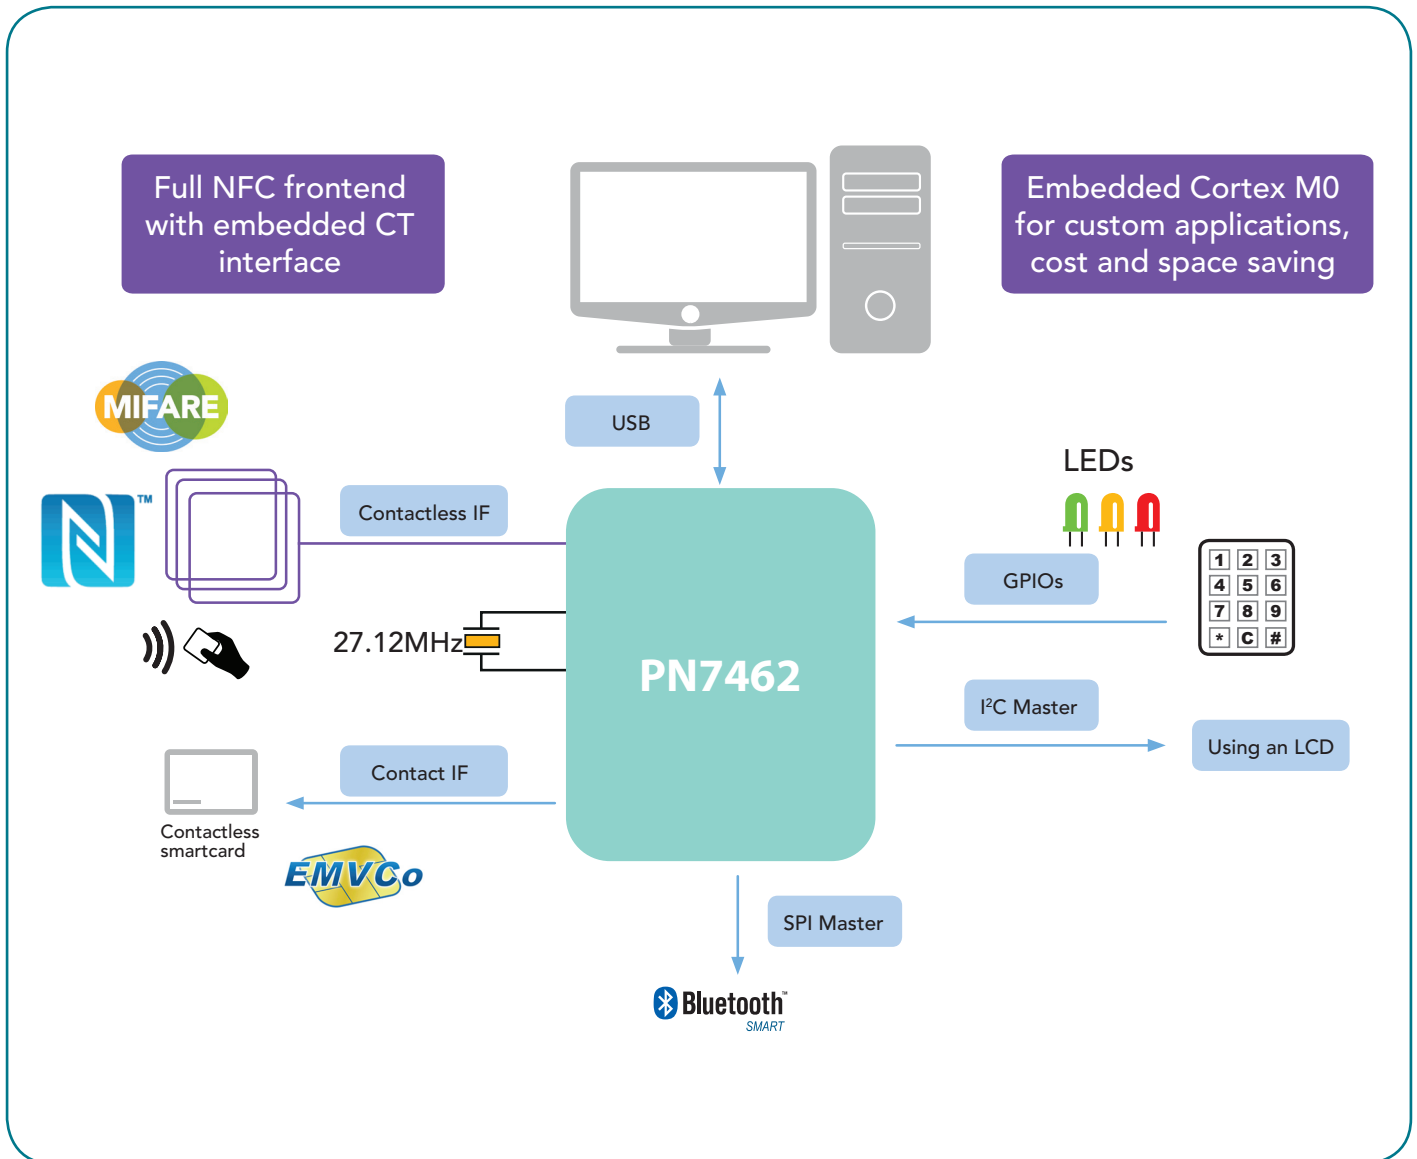 Full NFC frontend
with embedded CT
interface
Embedded Cortex M0
for custom applications,
cost and space saving
MIFARE
USB
LEDs
N™
Contactless IF
GPIOs
1 2 3
4 5 6
7 8 9
* C #
27.12MHz
PN7462
I²C Master
Using an LCD
Contact IF
Contactless
smartcard
EMVCo
SPI Master
Bluetooth™
SMART